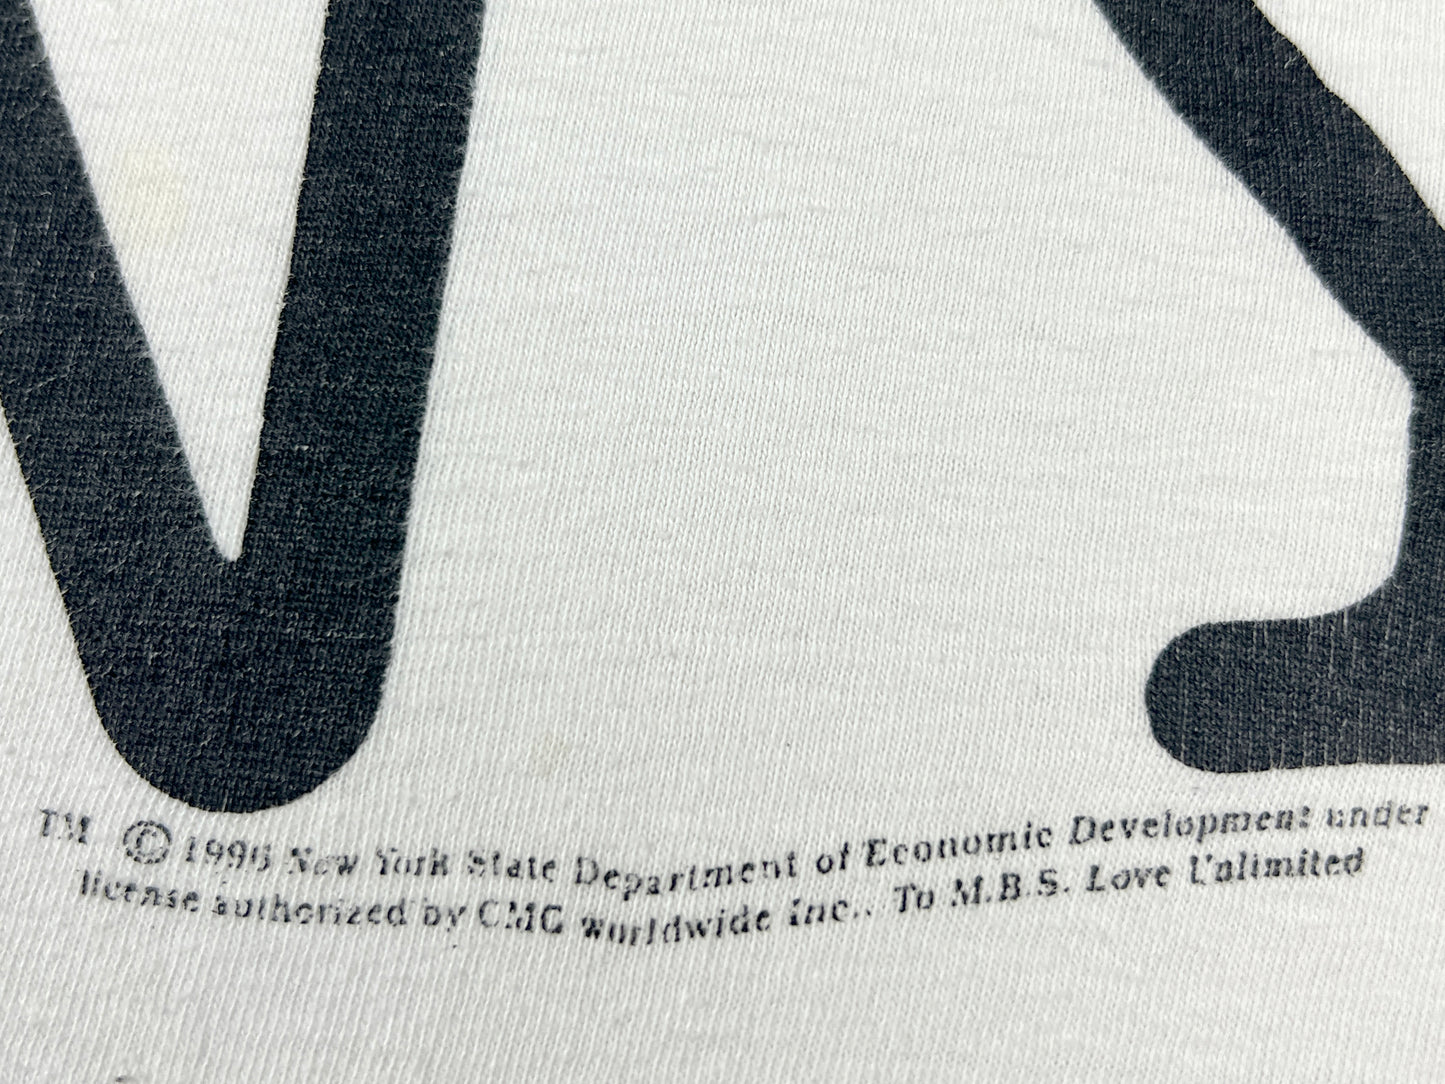 TM © 1996 New York State Department of Economic Development under
license authorized by CMG Worldwide Inc.. To M.B.S. Love Unlimited